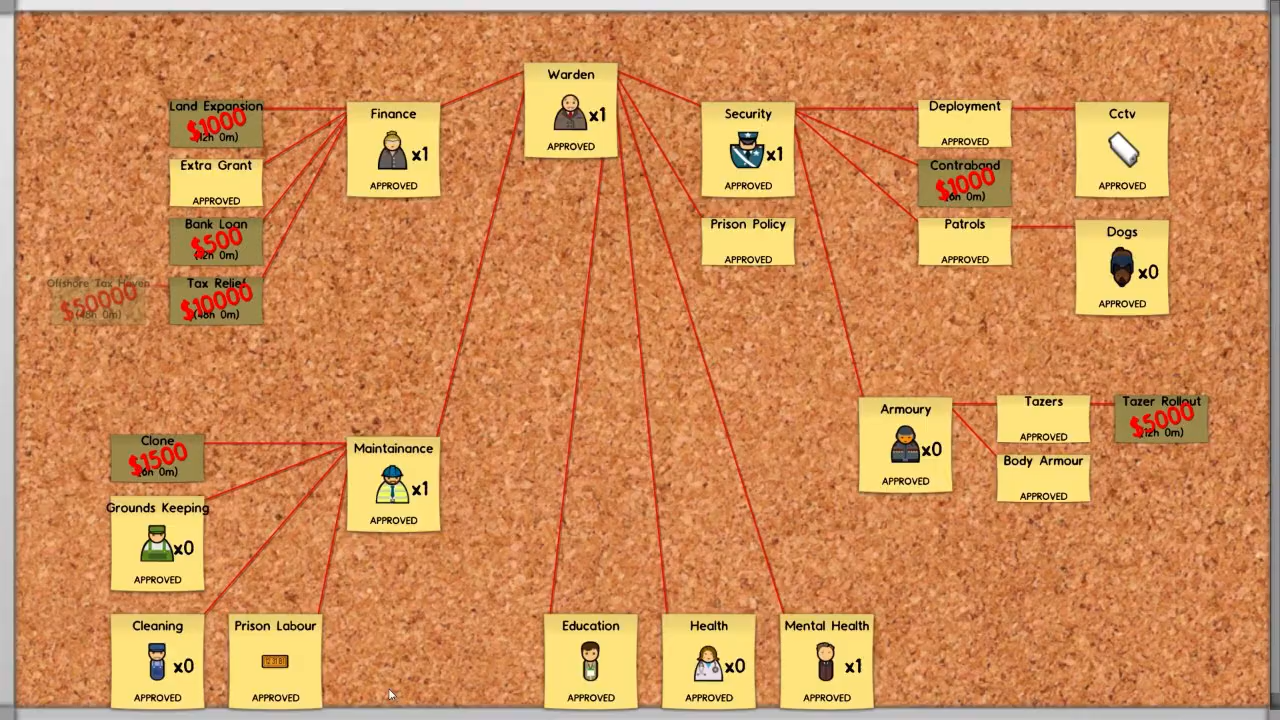 Warden
x1
APPROVED
Land Expansion
$1000
(12h 0m)
Finance
x1
APPROVED
Extra Grant
APPROVED
Bank Loan
$500
(12h 0m)
Offshore Tax Haven
$50000
Tax Relief
$10000
(48h 0m)
Security
x1
APPROVED
Prison Policy
APPROVED
Deployment
APPROVED
Cctv
APPROVED
Contraband
$1000
(6h 0m)
Patrols
APPROVED
Dogs
x0
APPROVED
Armoury
x0
APPROVED
Tazers
APPROVED
Tazer Rollout
$5000
(12h 0m)
Body Armour
APPROVED
Clone
$1500
(6h 0m)
Maintainance
x1
APPROVED
Grounds Keeping
x0
APPROVED
Cleaning
x0
APPROVED
Prison Labour
APPROVED
Education
APPROVED
Health
x0
APPROVED
Mental Health
x1
APPROVED